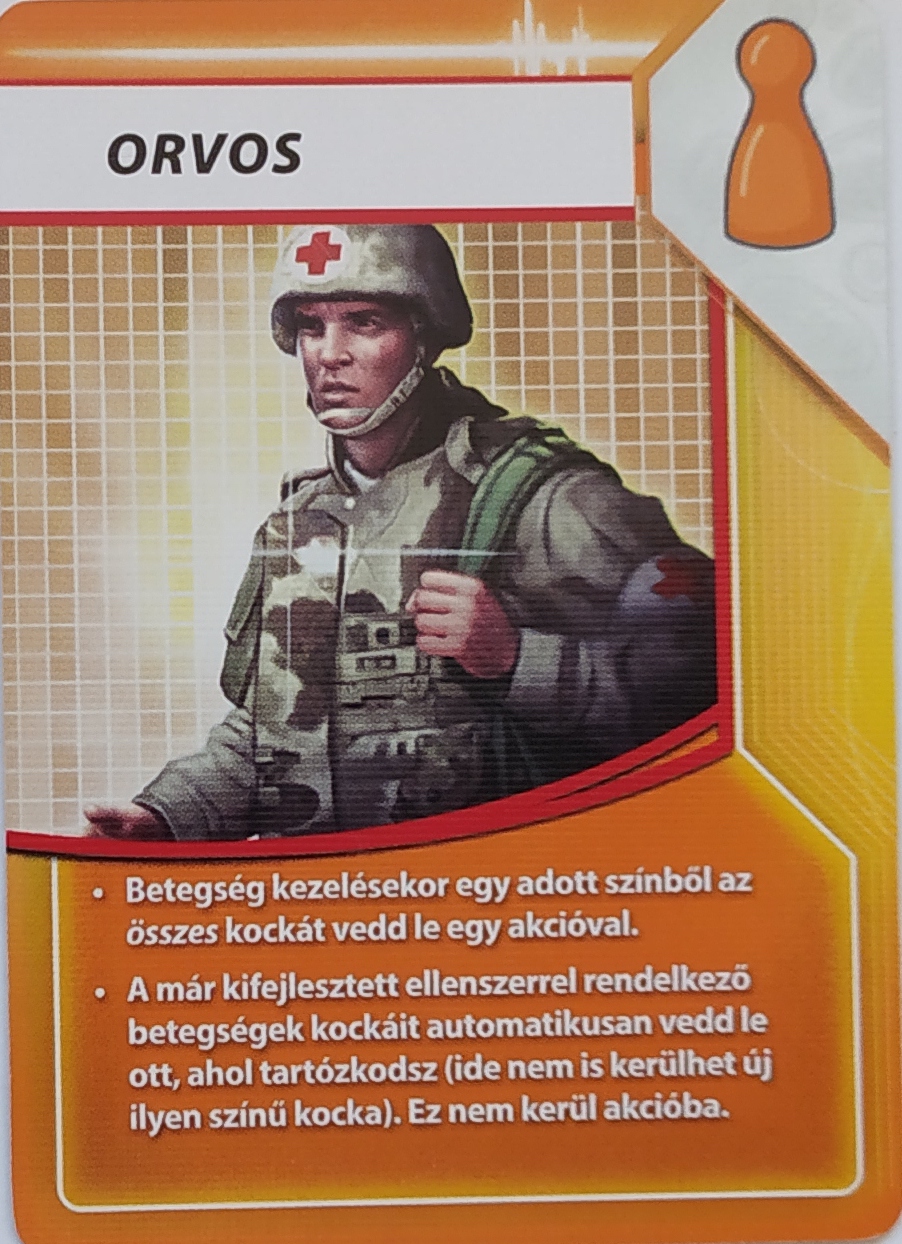 ORVOS
• Betegség kezelésekor egy adott színből az
összes kockát vedd le egy akcióval.
• A már kifejlesztett ellenszerrel rendelkező
betegségek kockáit automatikusan vedd le
ott, ahol tartózkodsz (ide nem is kerülhet új
ilyen színű kocka). Ez nem kerül akcióba.